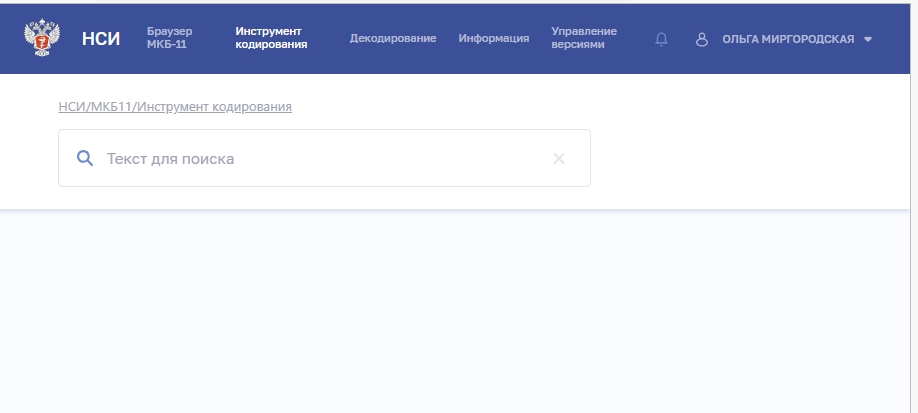 НСИ
Браузер
МКБ-11
Инструмент
кодирования
Декодирование
Информация
Управление
версиями
ОЛЬГА МИРГОРОДСКАЯ
НСИ/МКБ11/Инструмент кодирования
Текст для поиска